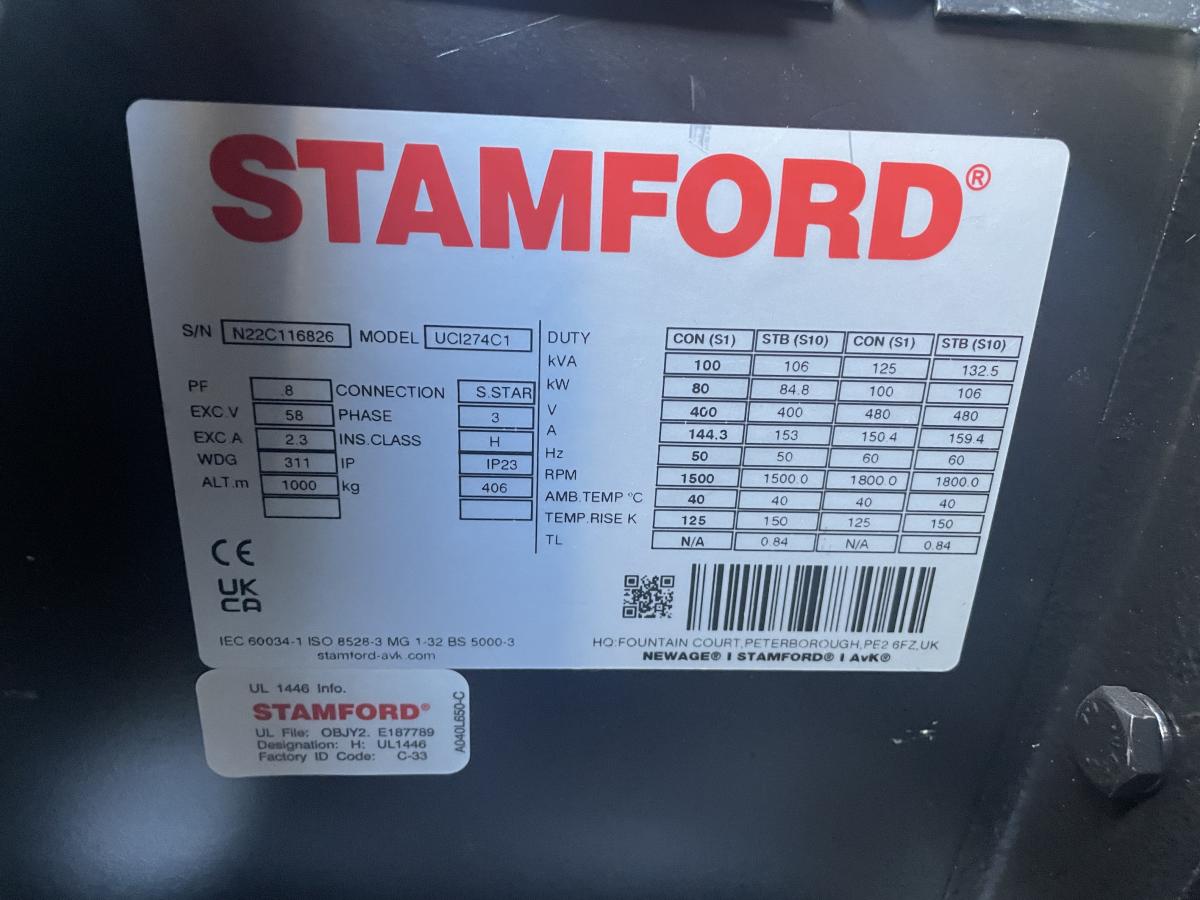 STAMFORD®
S/N N22C116826 MODEL UCI274C1
PF .8 CONNECTION S.STAR
EXC.V 58 PHASE 3
EXC A 2.3 INS.CLASS H
WDG 311 IP IP23
ALT.m 1000 kg 406
DUTY CON (S1) STB (S10) CON (S1) STB (S10)
kVA 100 106 125 132.5
kW 80 84.8 100 106
V 400 400 480 480
A 144.3 153 150.4 159.4
Hz 50 50 60 60
RPM 1500 1500.0 1800.0 1800.0
AMB.TEMP °C 40 40 40 40
TEMP.RISE K 125 150 125 150
TL N/A 0.84 N/A 0.84
CE
UK
CA
IEC 60034-1 ISO 8528-3 MG 1-32 BS 5000-3
stamford-avk.com
HQ:FOUNTAIN COURT,PETERBOROUGH,PE2 6FZ,UK
NEWAGE® I STAMFORD® I AvK®
UL 1446 Info.
STAMFORD®
UL File: OBJY2. E187789
Designation: H: UL1446
Factory ID Code: C-33
A040L650-C